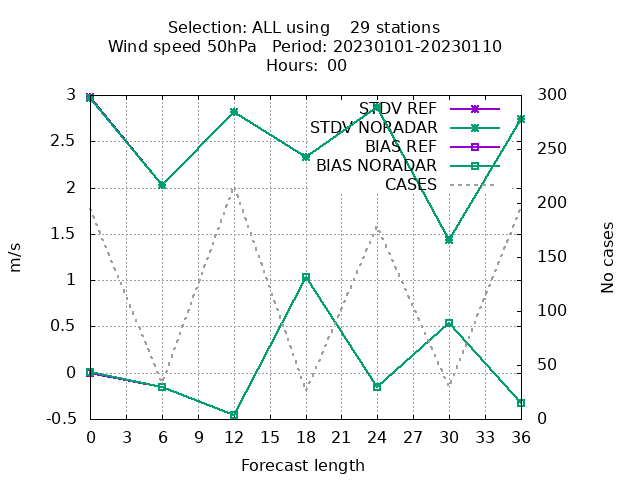 Selection: ALL using    29 stations
Wind speed 50hPa   Period: 20230101-20230110
Hours:  00
3
2.5
2
1.5
1
0.5
0
-0.5
300
250
200
150
100
50
0
STDV REF
STDV NORADAR
BIAS REF
BIAS NORADAR
CASES
m/s
No cases
0 3 6 9 12 15 18 21 24 27 30 33 36
Forecast length